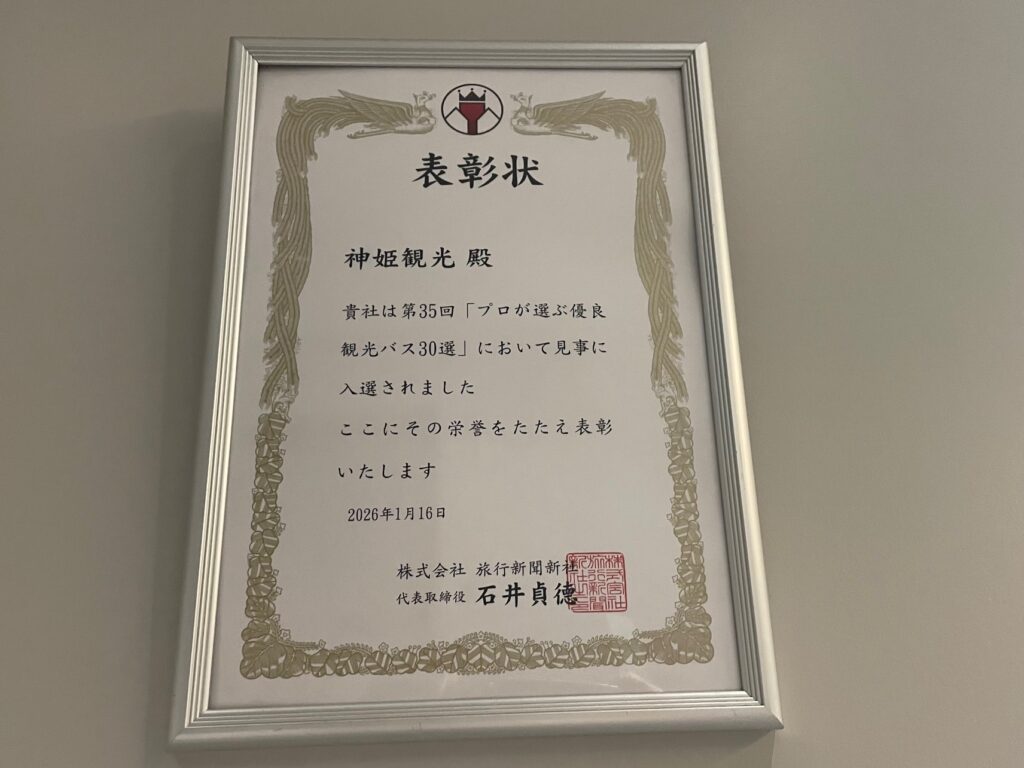 表彰状
神姫観光 殿
貴社は第35回「プロが選ぶ優良
観光バス30選」において見事に
入選されました
ここにその栄誉をたたえ表彰
いたします
2026年1月16日
株式会社 旅行新聞新社
代表取締役 石井貞德